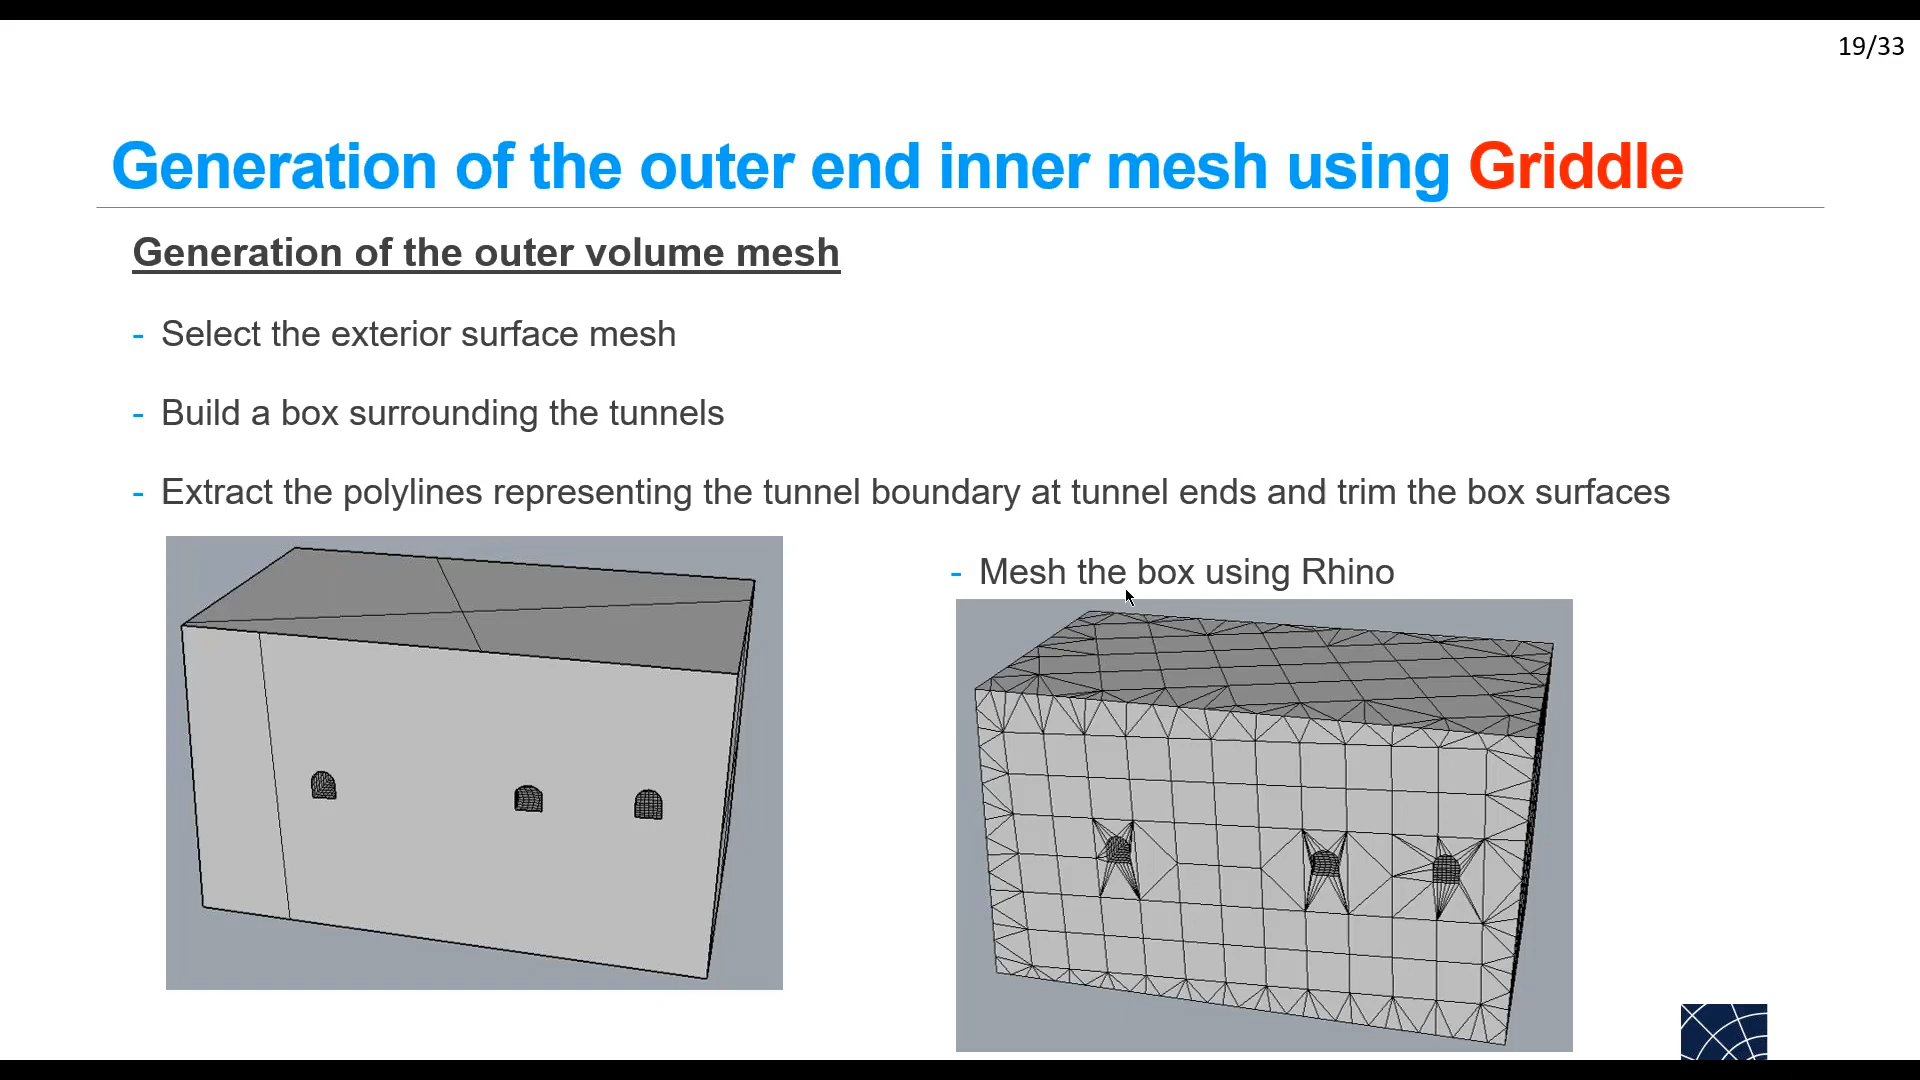 19/33
Generation of the outer end inner mesh using Griddle
Generation of the outer volume mesh
- Select the exterior surface mesh
- Build a box surrounding the tunnels
- Extract the polylines representing the tunnel boundary at tunnel ends and trim the box surfaces
- Mesh the box using Rhino